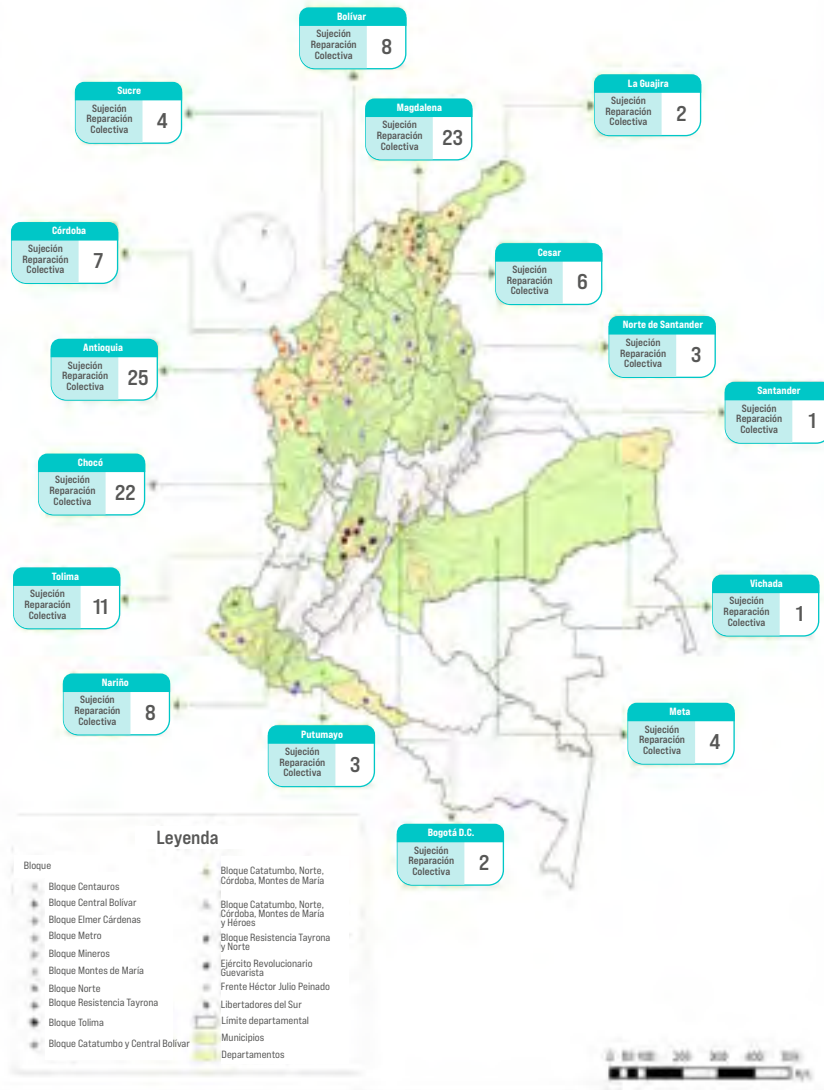 Bolívar
Sujeción
Reparación
Colectiva
8
Sucre
Sujeción
Reparación
Colectiva
4
La Guajira
Sujeción
Reparación
Colectiva
2
Magdalena
Sujeción
Reparación
Colectiva
23
Córdoba
Sujeción
Reparación
Colectiva
7
Cesar
Sujeción
Reparación
Colectiva
6
Norte de Santander
Sujeción
Reparación
Colectiva
3
Antioquia
Sujeción
Reparación
Colectiva
25
Santander
Sujeción
Reparación
Colectiva
1
Chocó
Sujeción
Reparación
Colectiva
22
Tolima
Sujeción
Reparación
Colectiva
11
Vichada
Sujeción
Reparación
Colectiva
1
Nariño
Sujeción
Reparación
Colectiva
8
Meta
Sujeción
Reparación
Colectiva
4
Putumayo
Sujeción
Reparación
Colectiva
3
Bogotá D.C.
Sujeción
Reparación
Colectiva
2
Leyenda
Bloque
Bloque Centauros
Bloque Central Bolívar
Bloque Elmer Cárdenas
Bloque Metro
Bloque Mineros
Bloque Montes de María
Bloque Norte
Bloque Resistencia Tayrona
Bloque Tolima
Bloque Catatumbo y Central Bolívar
Bloque Catatumbo, Norte,
Córdoba, Montes de María
Bloque Catatumbo, Norte,
Córdoba, Montes de María
y Héroes
Bloque Resistencia Tayrona
y Norte
Ejército Revolucionario
Guevarista
Frente Héctor Julio Peinado
Libertadores del Sur
Límite departamental
Municipios
Departamentos
0 50 100 200 300 400